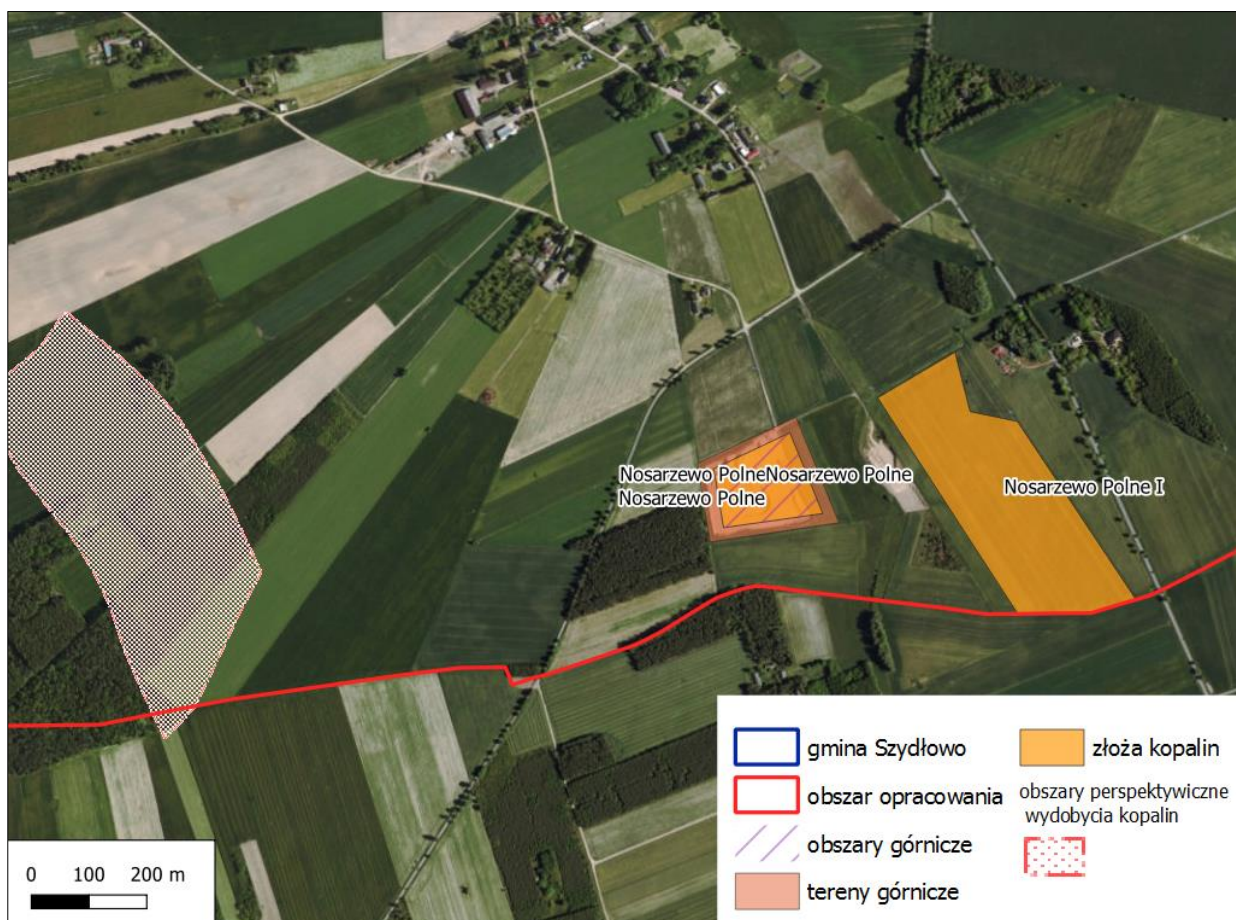 Nosarzewo PolneNosarzewo Polne
Nosarzewo Polne
Nosarzewo Polne I
gmina Szydłowo
obszar opracowania
obszary górnicze
tereny górnicze
złoża kopalin
obszary perspektywiczne
wydobycia kopalin
0 100 200 m